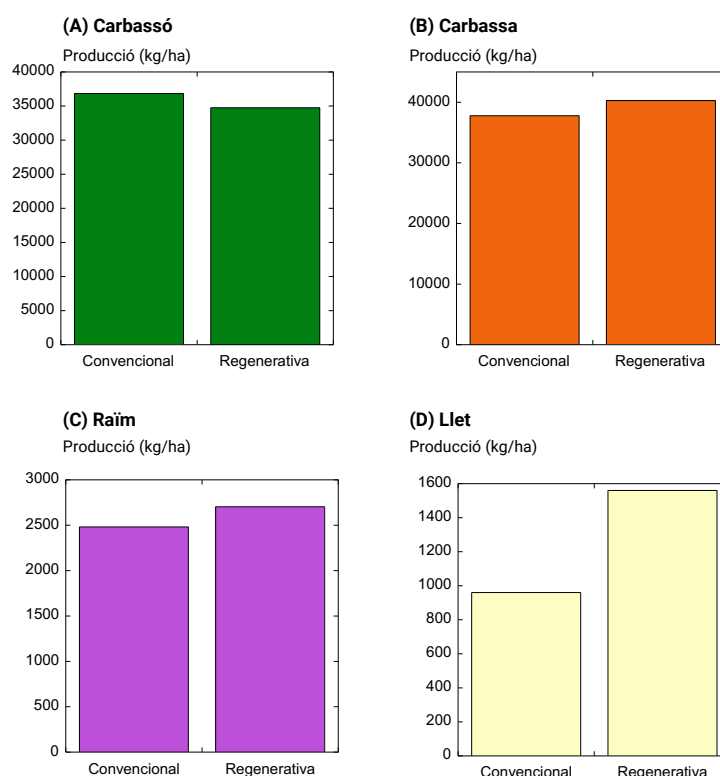 (A) Carbassó
Producció (kg/ha)
40000
35000
30000
25000
20000
15000
10000
5000
0
Convencional Regenerativa
(B) Carbassa
Producció (kg/ha)
40000
30000
20000
10000
0
Convencional Regenerativa
(C) Raïm
Producció (kg/ha)
3000
2500
2000
1500
1000
500
0
Convencional Regenerativa
(D) Llet
Producció (kg/ha)
1600
1400
1200
1000
800
600
400
200
0
Convencional Regenerativa